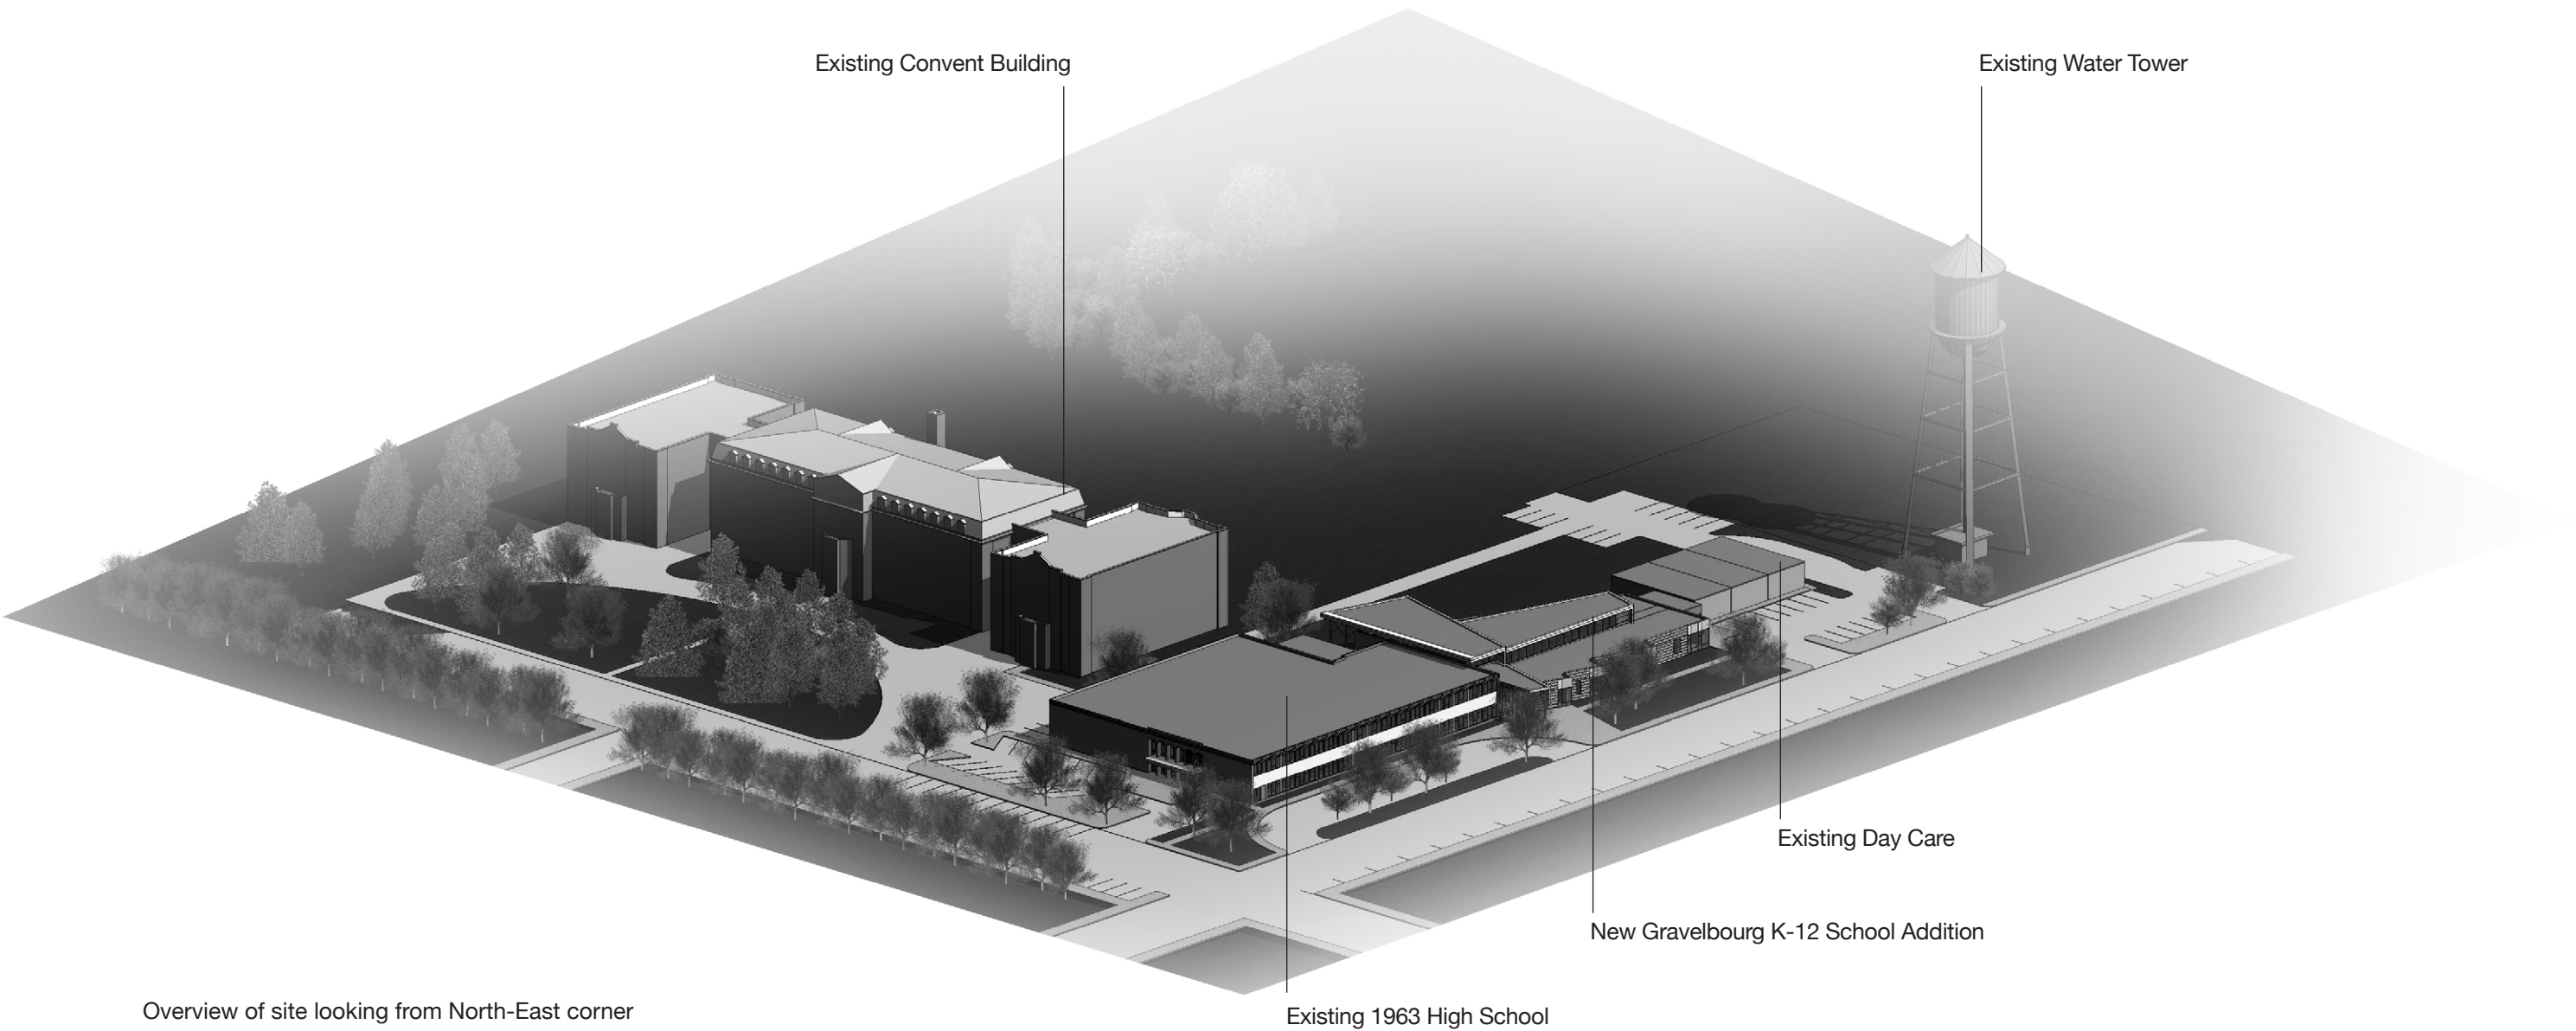 Existing Convent Building
Existing Water Tower
Existing Day Care
New Gravelbourg K-12 School Addition
Overview of site looking from North-East corner
Existing 1963 High School